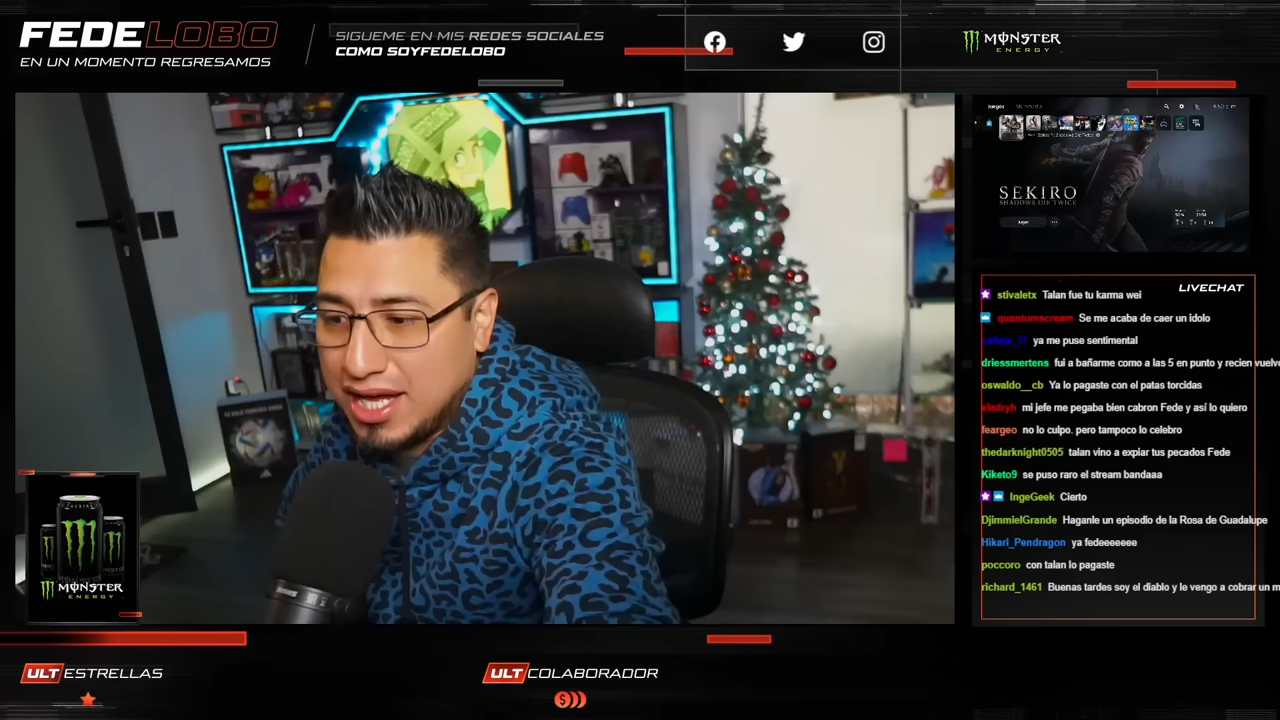 FEDELOBO
EN UN MOMENTO REGRESAMOS
SIGUEME EN MIS REDES SOCIALES
COMO SOYFEDELOBO
MONSTER
ENERGY
Juegos
SEKIRO
SHADOWS DIE TWICE
LIVECHAT
stivaletx Talan fue tu karma wei
quantumscream Se me acaba de caer un idolo
ya me puse sentimental
driessmertens fui a bañarme como a las 5 en punto y recien vuelvo
oswaldo__cb Ya lo pagaste con el patas torcidas
mi jefe me pegaba bien cabron Fede y así lo quiero
feargeo no lo culpo. pero tampoco lo celebro
thedarknight0505 talan vino a expiar tus pecados Fede
Kiketo9 se puso raro el stream bandaaa
IngeGeek Cierto
DjimmielGrande Haganle un episodio de la Rosa de Guadalupe
Hikari_Pendragon ya fedeeeeeee
poccoro con talan lo pagaste
richard_1461 Buenas tardes soy el diablo y le vengo a cobrar un m
MONSTER
ENERGY
ULT ESTRELLAS
ULT COLABORADOR